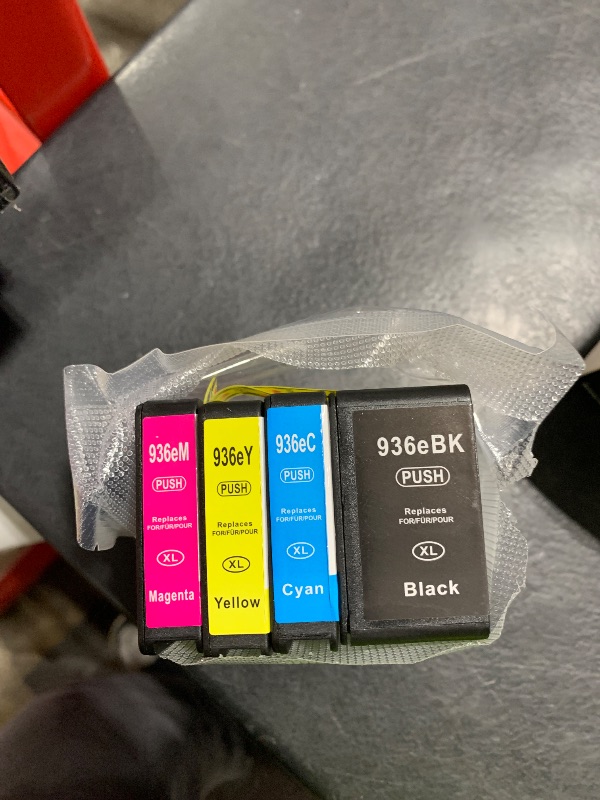 936eM
PUSH
Replaces
FOR/FÜR/POUR
XL
Magenta
936eY
PUSH
Replaces
FOR/FÜR/POUR
XL
Yellow
936eC
PUSH
Replaces
FOR/FÜR/POUR
XL
Cyan
936eBK
PUSH
Replaces
FOR/FÜR/POUR
XL
Black